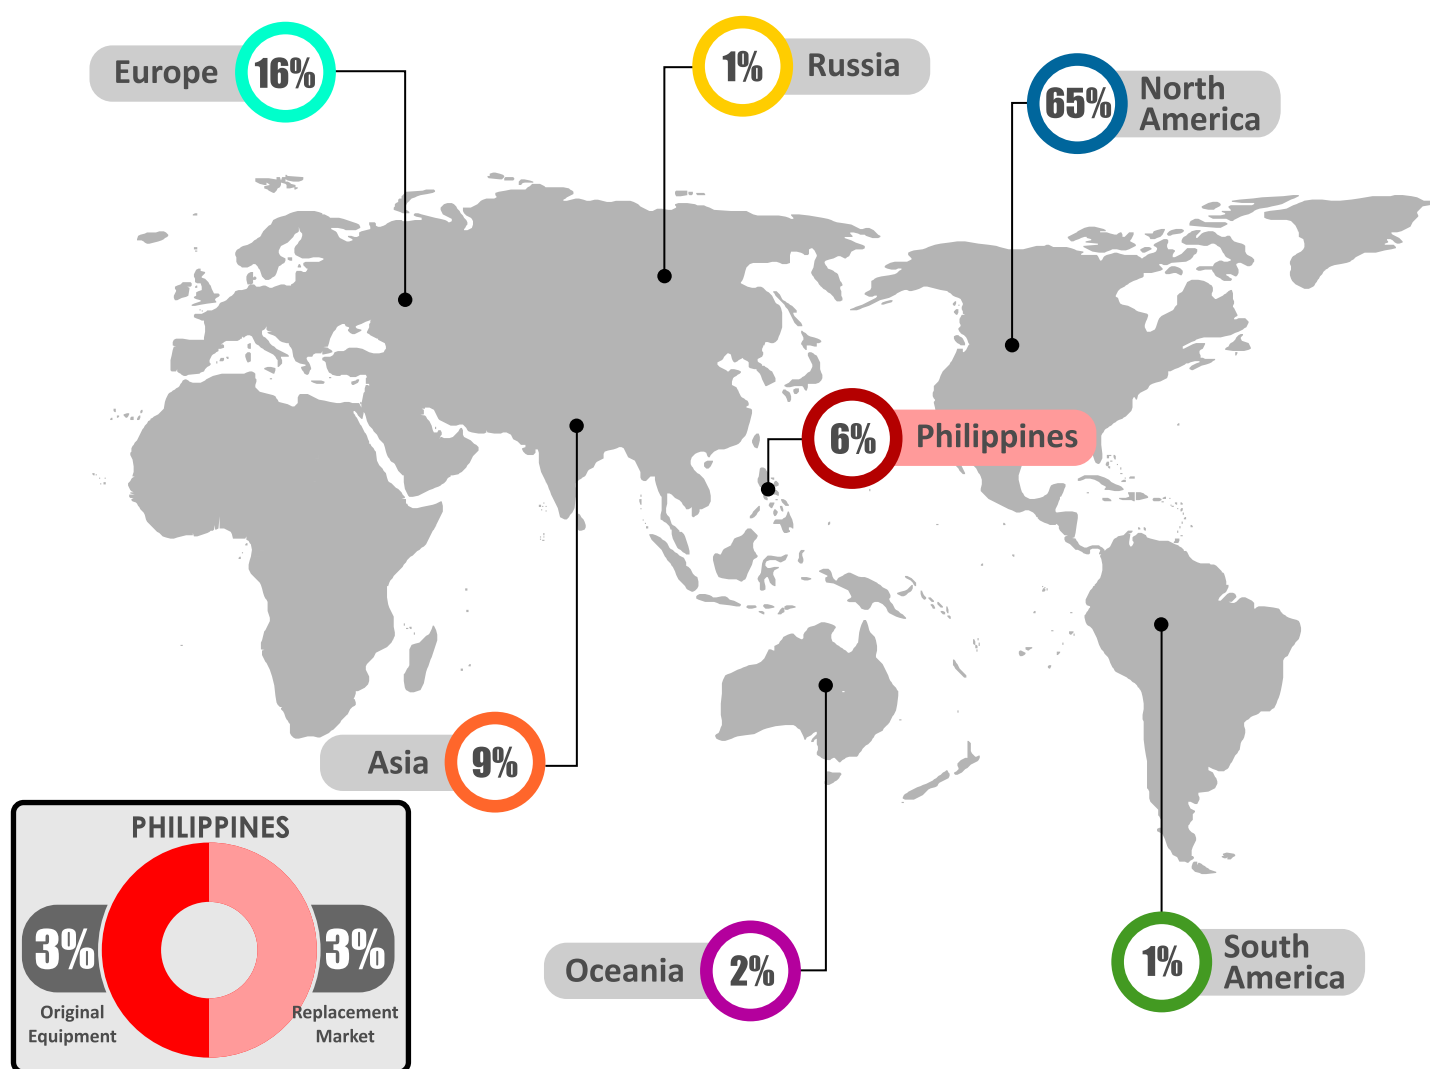 Europe
16%
1%
Russia
65%
North
America
6%
Philippines
Asia
9%
PHILIPPINES
3%
3%
Original
Equipment
Replacement
Market
Oceania
2%
1%
South
America